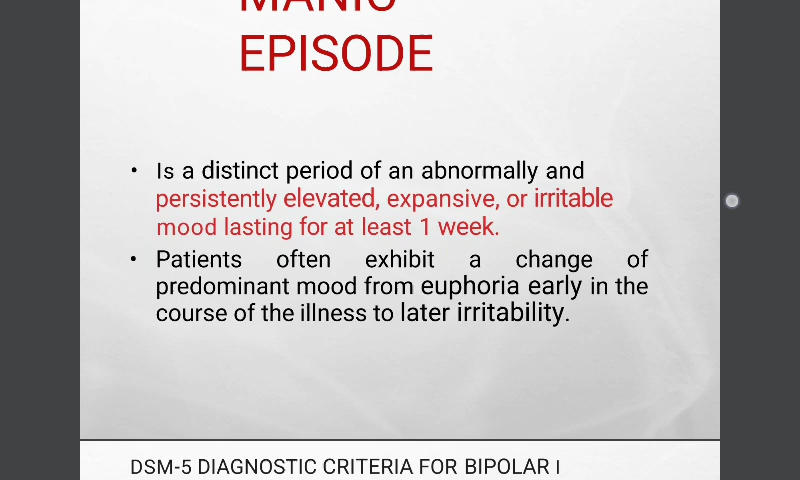 MANIC
EPISODE
• Is a distinct period of an abnormally and
persistently elevated, expansive, or irritable
mood lasting for at least 1 week.
• Patients often exhibit a change of
predominant mood from euphoria early in the
course of the illness to later irritability.
DSM-5 DIAGNOSTIC CRITERIA FOR BIPOLAR I